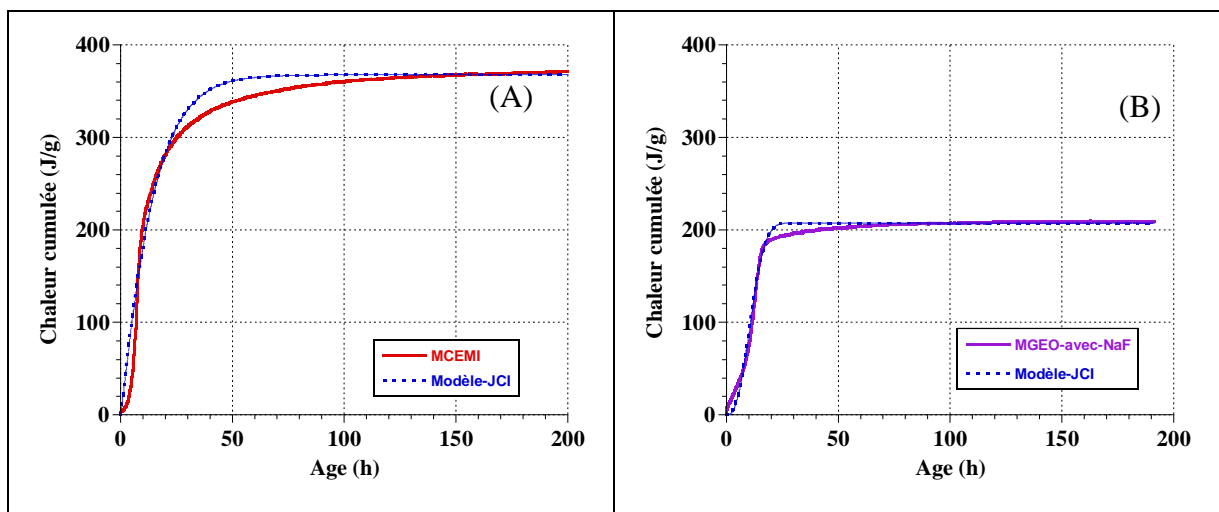 400
300
200
100
0
Chaleur cumulée (J/g)
(A)
MCEMI
Modèle-JCI
0 50 100 150 200
Age (h)
400
300
200
100
0
Chaleur cumulée (J/g)
(B)
MGEO-avec-NaF
Modèle-JCI
0 50 100 150 200
Age (h)